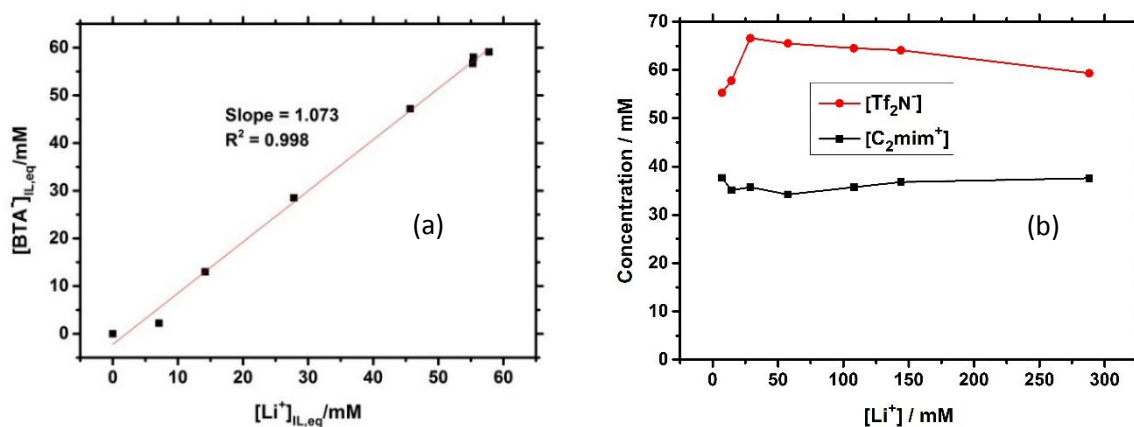 [BTA⁻]IL,eq/mM
60
50
40
30
20
10
0
Slope = 1.073
R² = 0.998
(a)
0 10 20 30 40 50 60
[Li⁺]IL,eq/mM
Concentration / mM
70
60
50
40
30
20
10
0
[Tf₂N⁻]
[C₂mim⁺]
(b)
0 50 100 150 200 250 300
[Li⁺] / mM